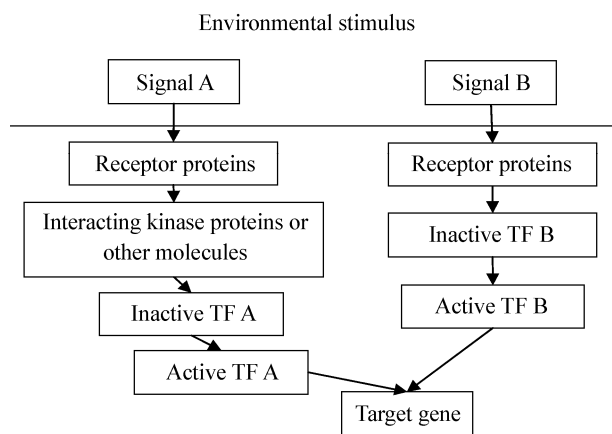 Environmental stimulus
Signal A
Signal B
Receptor proteins
Receptor proteins
Interacting kinase proteins or
other molecules
Inactive TF B
Inactive TF A
Active TF B
Active TF A
Target gene